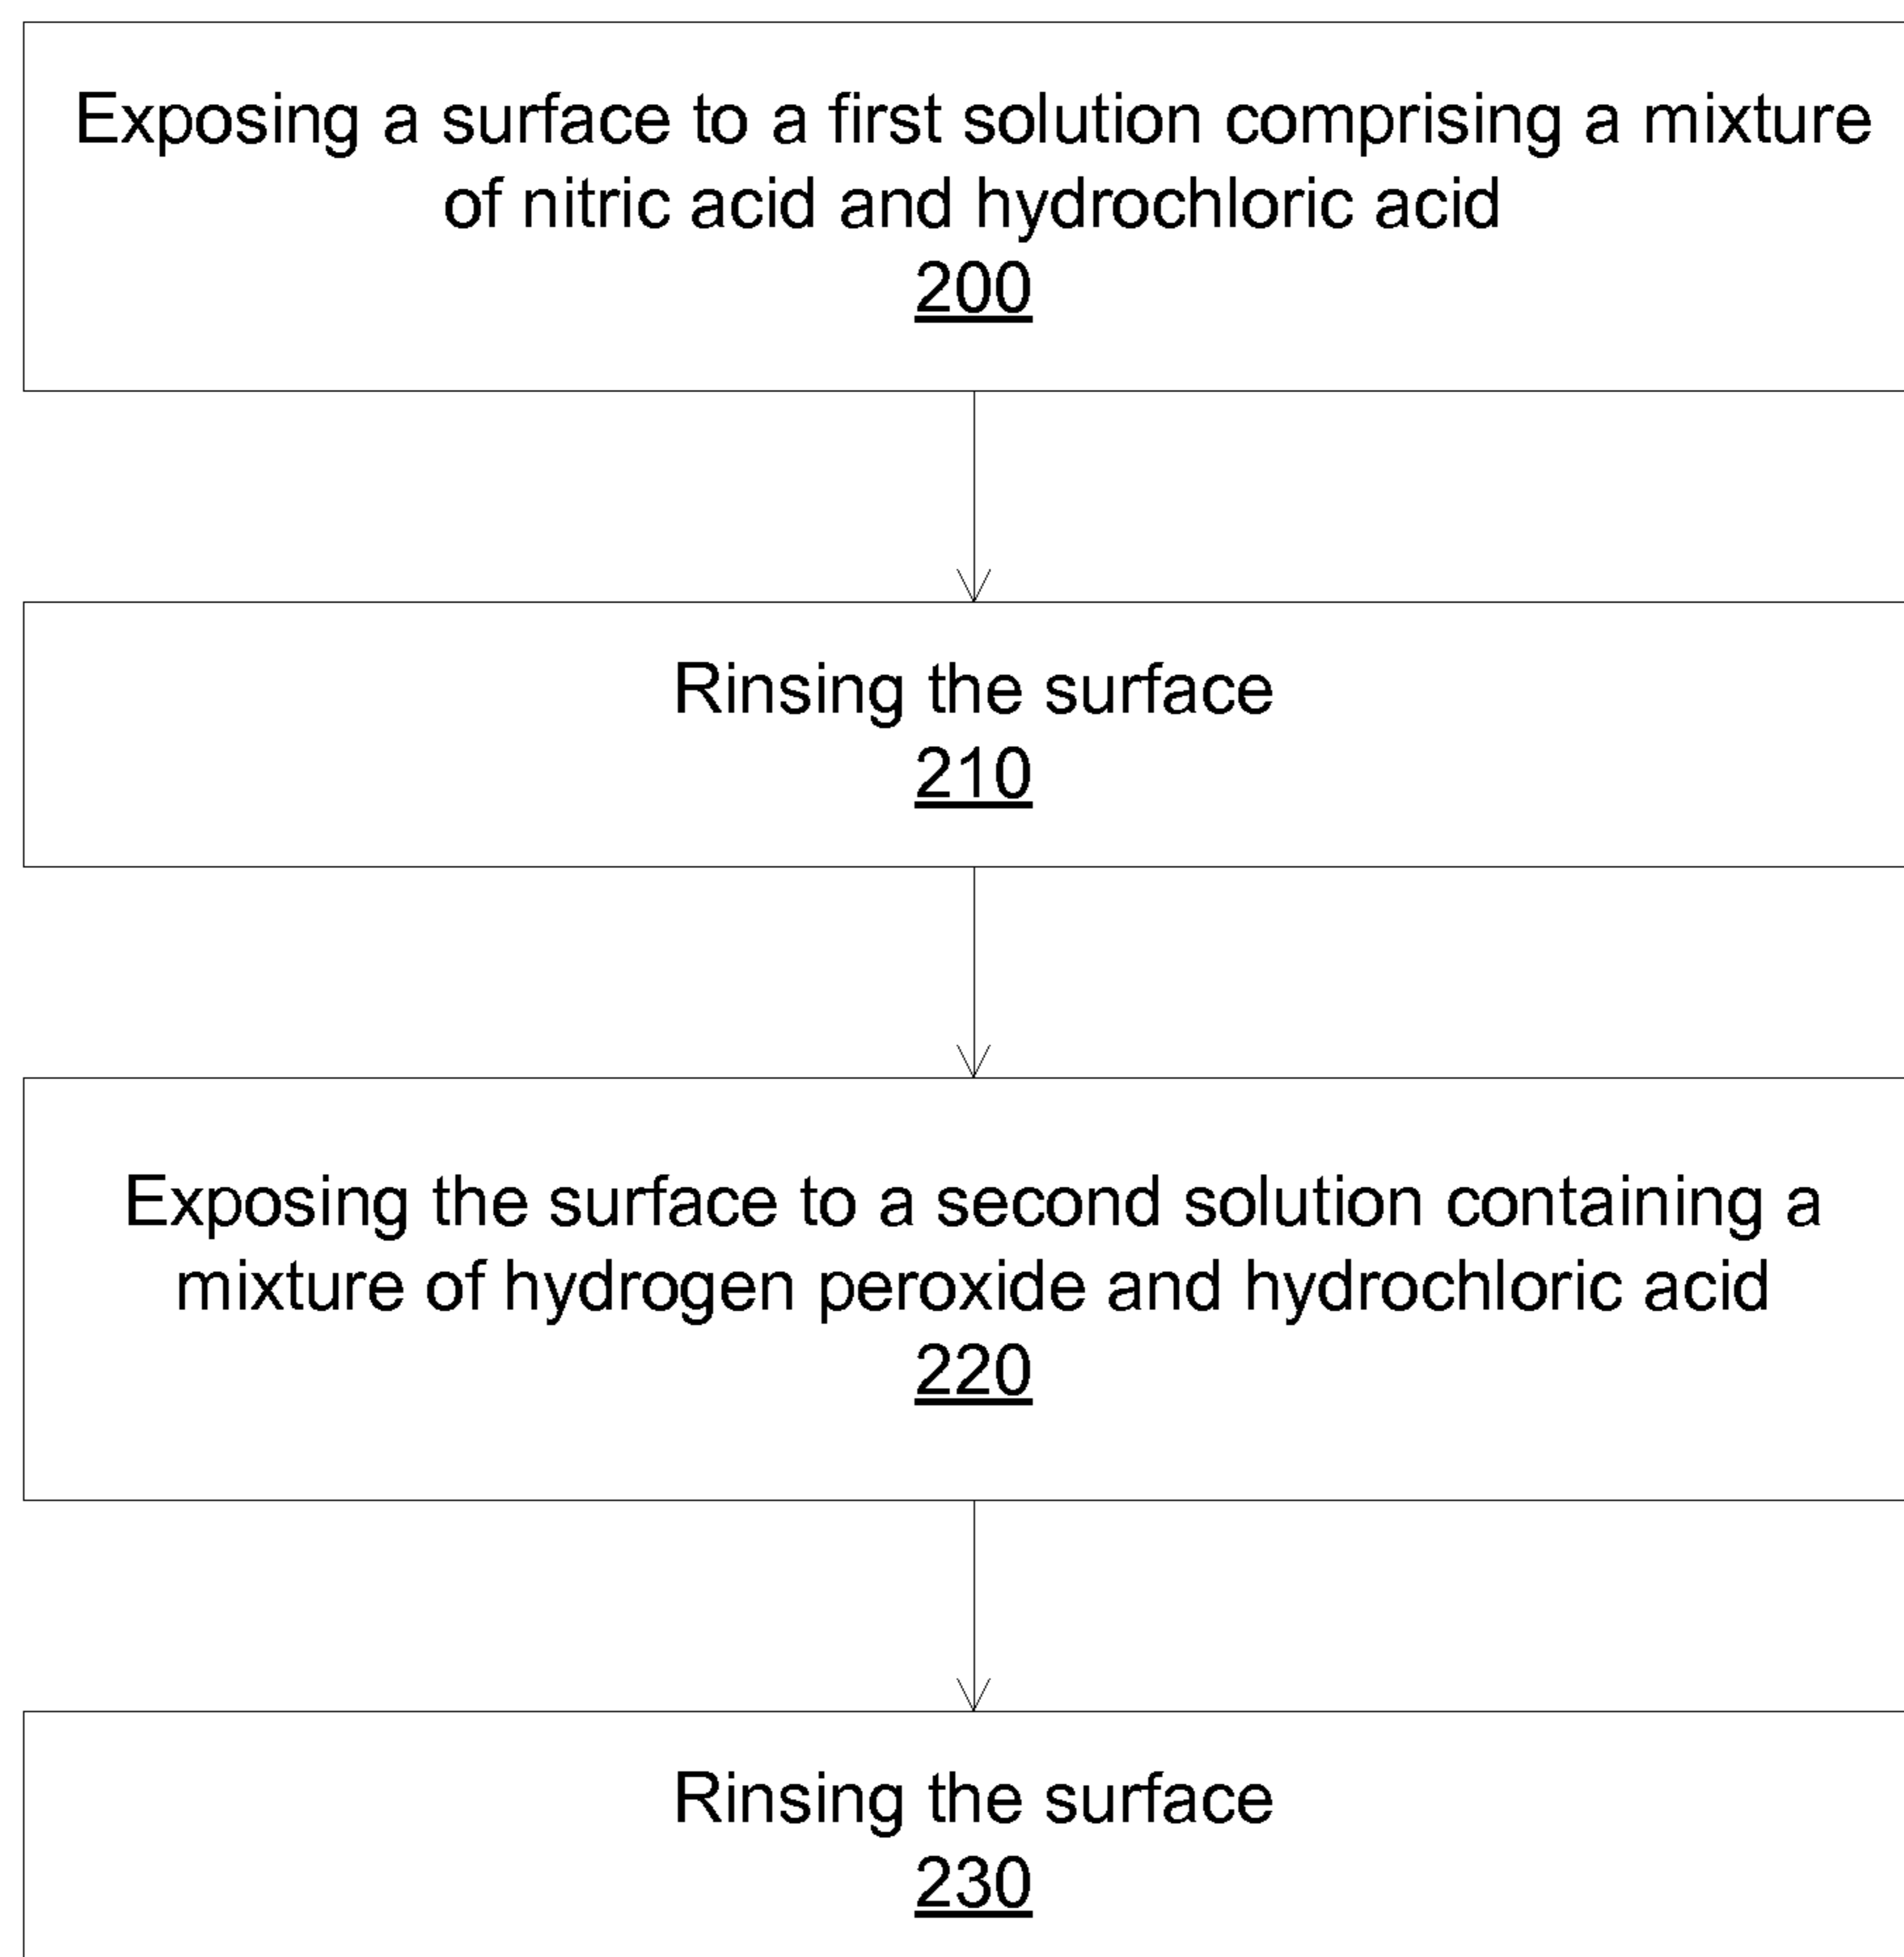 Exposing a surface to a first solution comprising a mixture
of nitric acid and hydrochloric acid
200
Rinsing the surface
210
Exposing the surface to a second solution containing a
mixture of hydrogen peroxide and hydrochloric acid
220
Rinsing the surface
230